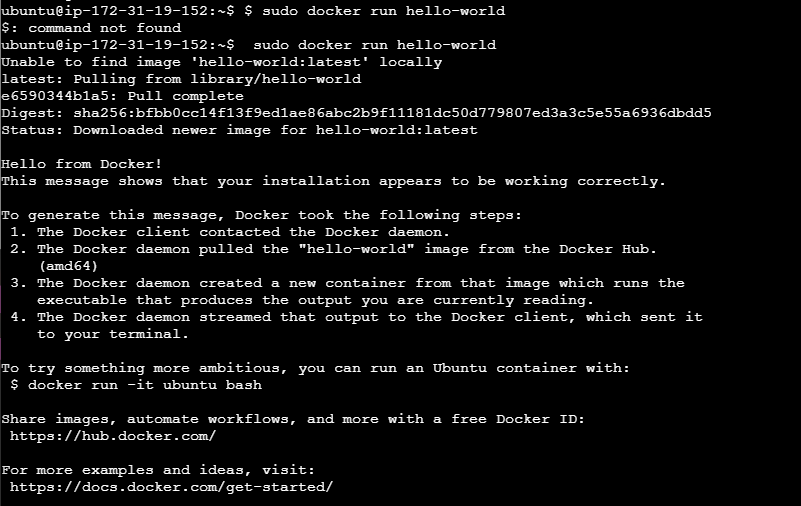 ubuntu@ip-172-31-19-152:~$ $ sudo docker run hello-world
$: command not found
ubuntu@ip-172-31-19-152:~$  sudo docker run hello-world
Unable to find image 'hello-world:latest' locally
latest: Pulling from library/hello-world
e6590344b1a5: Pull complete
Digest: sha256:bfbb0cc14f13f9ed1ae86abc2b9f11181dc50d779807ed3a3c5e55a6936dbdd5
Status: Downloaded newer image for hello-world:latest

Hello from Docker!
This message shows that your installation appears to be working correctly.

To generate this message, Docker took the following steps:
 1. The Docker client contacted the Docker daemon.
 2. The Docker daemon pulled the "hello-world" image from the Docker Hub.
    (amd64)
 3. The Docker daemon created a new container from that image which runs the
    executable that produces the output you are currently reading.
 4. The Docker daemon streamed that output to the Docker client, which sent it
    to your terminal.

To try something more ambitious, you can run an Ubuntu container with:
 $ docker run -it ubuntu bash

Share images, automate workflows, and more with a free Docker ID:
 https://hub.docker.com/

For more examples and ideas, visit:
 https://docs.docker.com/get-started/